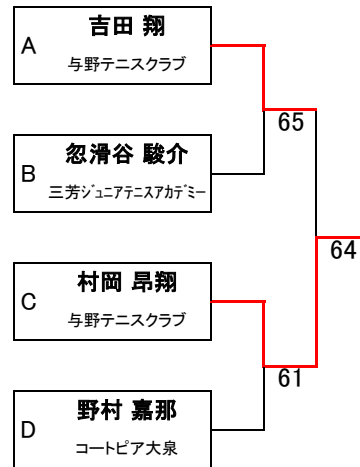 A
吉田 翔
与野テニスクラブ
65
B
忽滑谷 駿介
三芳ジュニアテニスアカデミー
64
C
村岡 昂翔
与野テニスクラブ
61
D
野村 嘉那
コートピア大泉